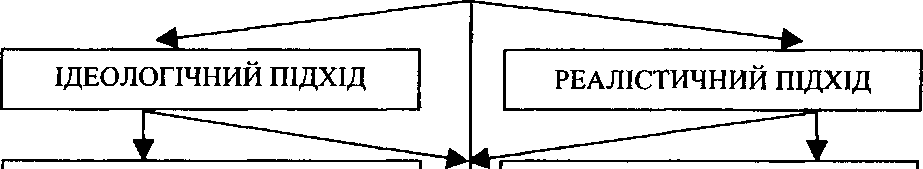 ІДЕОЛОГІЧНИЙ ПІДХІД
РЕАЛІСТИЧНИЙ ПІДХІД